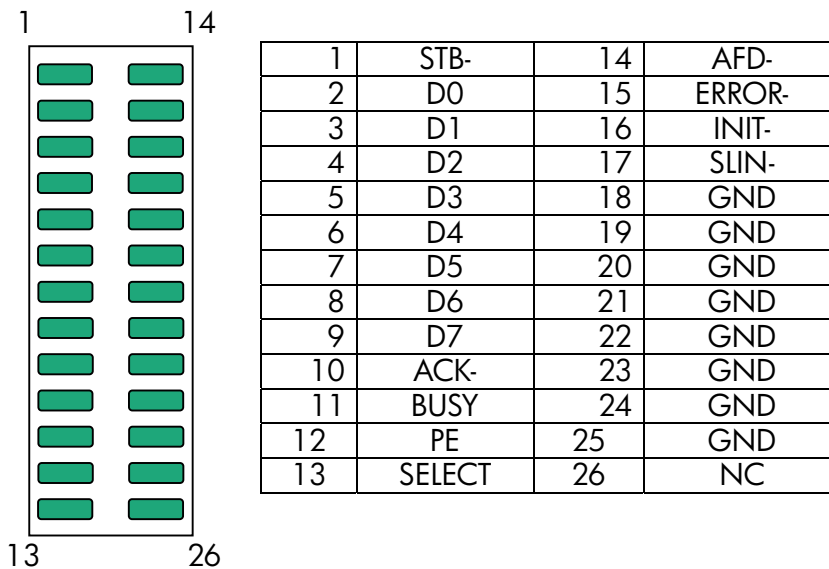 1 14
1 STB- 14 AFD-
2 D0 15 ERROR-
3 D1 16 INIT-
4 D2 17 SLIN-
5 D3 18 GND
6 D4 19 GND
7 D5 20 GND
8 D6 21 GND
9 D7 22 GND
10 ACK- 23 GND
11 BUSY 24 GND
12 PE 25 GND
13 SELECT 26 NC
13 26